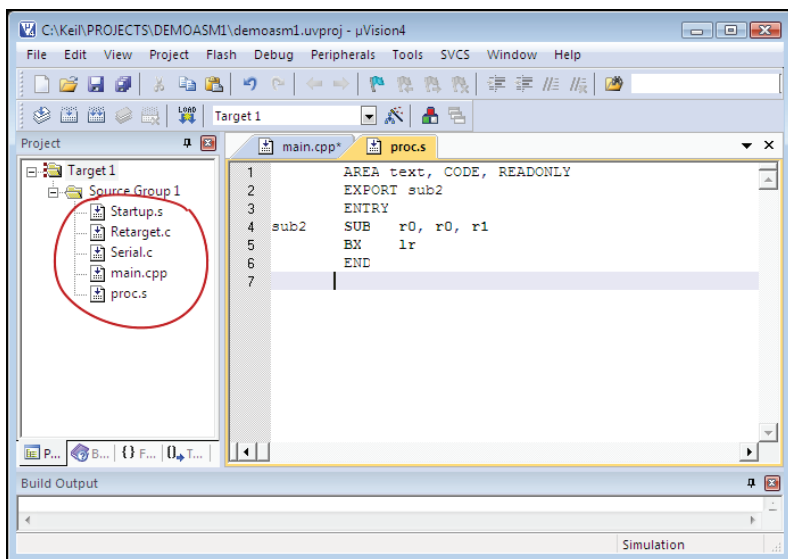 C:\Keil\PROJECTS\DEMOASM1\demoasm1.uvproj - µVision4
File Edit View Project Flash Debug Peripherals Tools SVCS Window Help
LOAD
Target 1
Project
main.cpp*
proc.s
Target 1
Source Group 1
Startup.s
Retarget.c
Serial.c
main.cpp
proc.s
1 AREA text, CODE, READONLY
2 EXPORT sub2
3 ENTRY
4 sub2 SUB r0, r0, r1
5 BX lr
6 END
7
P... B... {} F... 0 T...
Build Output
Simulation